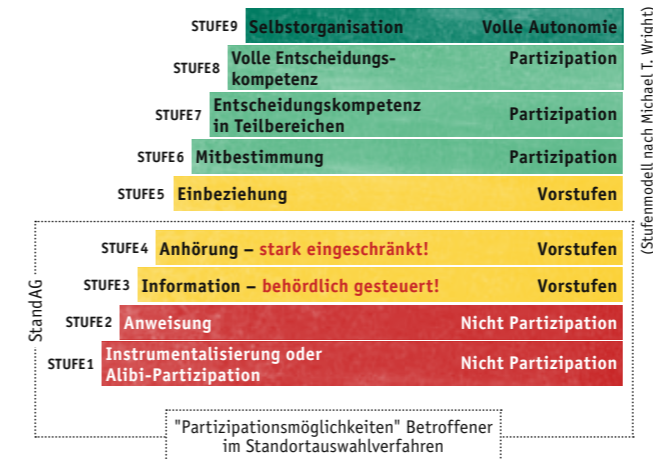 STUFE9 Selbstorganisation Volle Autonomie
STUFE8 Volle Entscheidungs- Partizipation
kompetenz
STUFE7 Entscheidungskompetenz
in Teilbereichen Partizipation
STUFE6 Mitbestimmung Partizipation
STUFE5 Einbeziehung Vorstufen
STUFE4 Anhörung – stark eingeschränkt! Vorstufen
STUFE3 Information – behördlich gesteuert! Vorstufen
STUFE2 Anweisung Nicht Partizipation
STUFE1 Instrumentalisierung oder
Alibi-Partizipation Nicht Partizipation
StandAG
"Partizipationsmöglichkeiten" Betroffener
im Standortauswahlverfahren
(Stufenmodell nach Michael T. Wright)